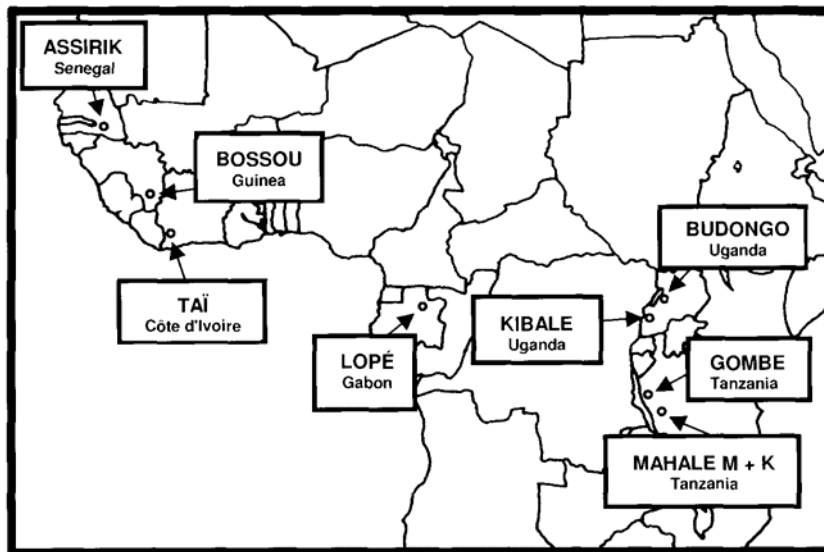 ASSIRIK
Senegal
BOSSOU
Guinea
BUDONGO
Uganda
TAÏ
Côte d'Ivoire
KIBALE
Uganda
LOPÉ
Gabon
GOMBE
Tanzania
MAHALE M + K
Tanzania